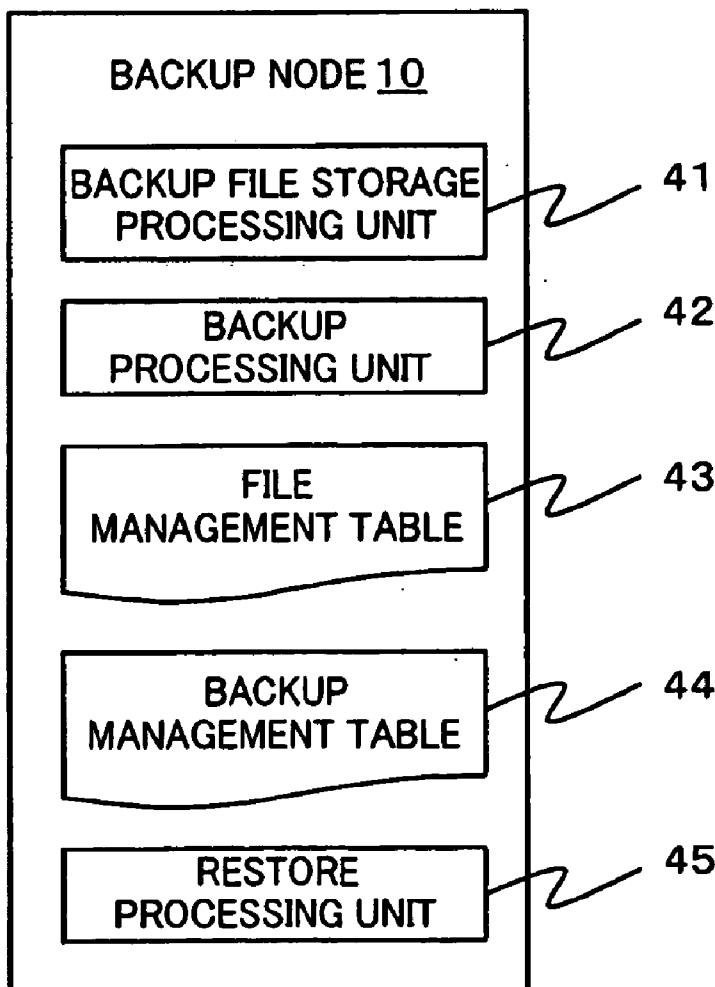 BACKUP NODE 10
BACKUP FILE STORAGE
PROCESSING UNIT
41
BACKUP
PROCESSING UNIT
42
FILE
MANAGEMENT TABLE
43
BACKUP
MANAGEMENT TABLE
44
RESTORE
PROCESSING UNIT
45